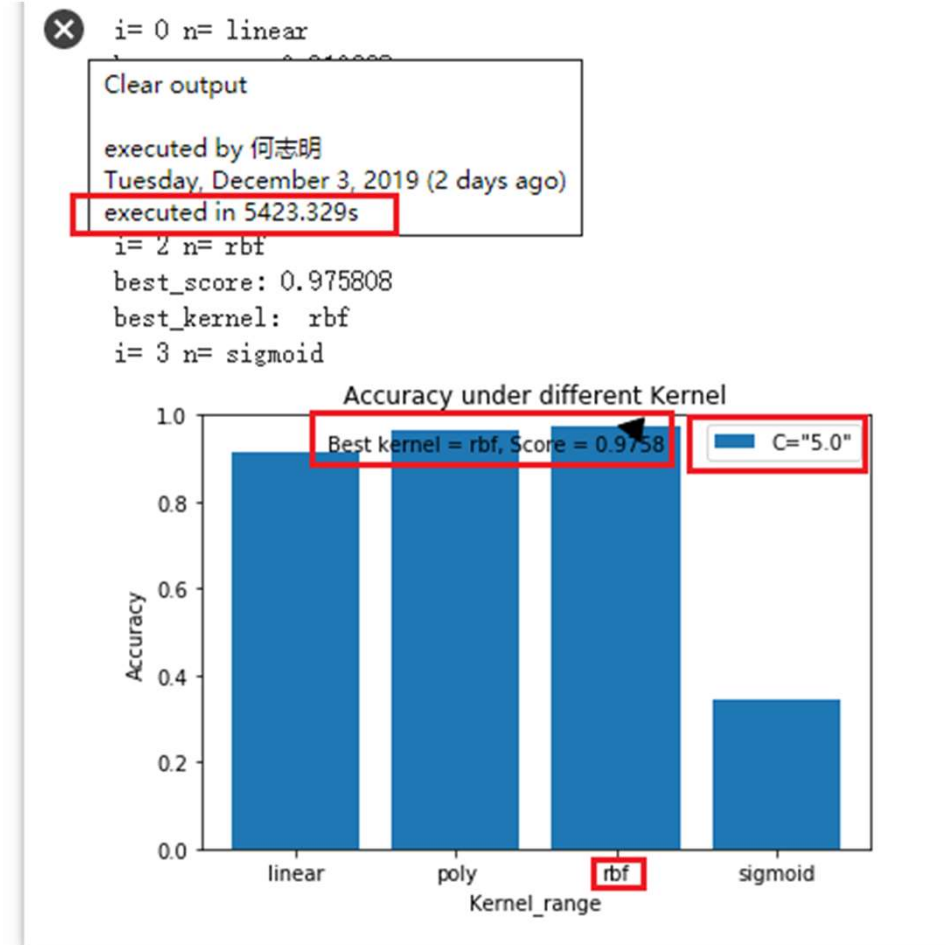 i= 0 n= linear
Clear output
executed by 何志明
Tuesday, December 3, 2019 (2 days ago)
executed in 5423.329s
i= 2 n= rbf
best_score: 0.975808
best_kernel: rbf
i= 3 n= sigmoid
Accuracy under different Kernel
Best kernel = rbf, Score = 0.9758
C="5.0"
1.0
0.8
0.6
0.4
0.2
0.0
Accuracy
linear poly rbf sigmoid
Kernel_range